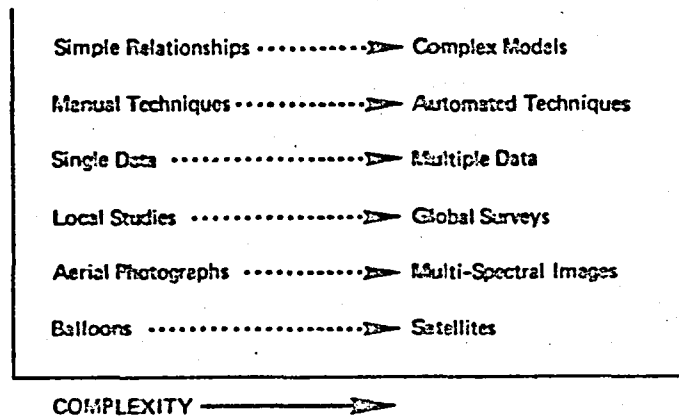 Simple Relationships Complex Models
Manual Techniques Automated Techniques
Single Data Multiple Data
Local Studies Global Surveys
Aerial Photographs Multi-Spectral Images
Balloons Satellites
COMPLEXITY